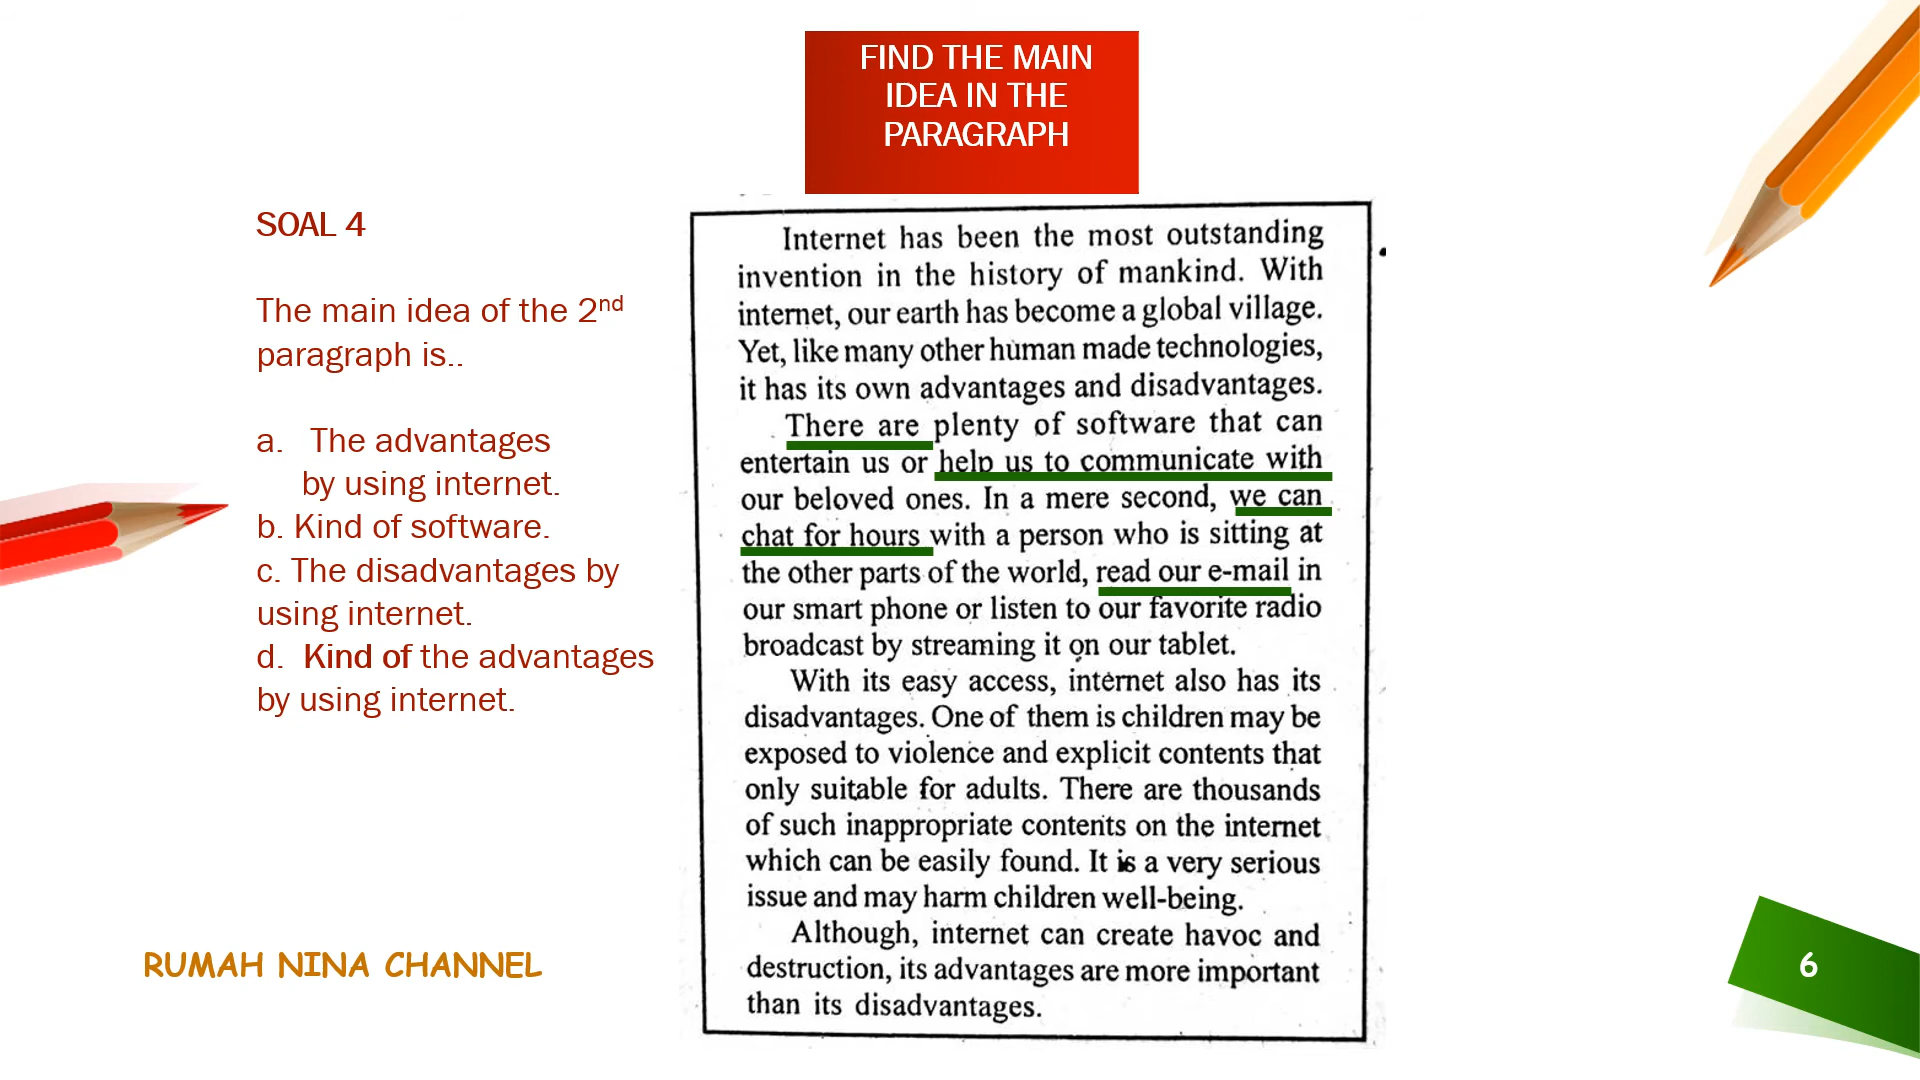 FIND THE MAIN
IDEA IN THE
PARAGRAPH
SOAL 4
The main idea of the 2nd
paragraph is..
a. The advantages
by using internet.
b. Kind of software.
c. The disadvantages by
using internet.
d. Kind of the advantages
by using internet.
Internet has been the most outstanding
invention in the history of mankind. With
internet, our earth has become a global village.
Yet, like many other human made technologies,
it has its own advantages and disadvantages.
There are plenty of software that can
entertain us or help us to communicate with
our beloved ones. In a mere second, we can
chat for hours with a person who is sitting at
the other parts of the world, read our e-mail in
our smart phone or listen to our favorite radio
broadcast by streaming it on our tablet.
With its easy access, internet also has its
disadvantages. One of them is children may be
exposed to violence and explicit contents that
only suitable for adults. There are thousands
of such inappropriate contents on the internet
which can be easily found. It is a very serious
issue and may harm children well-being.
Although, internet can create havoc and
destruction, its advantages are more important
than its disadvantages.
RUMAH NINA CHANNEL
6